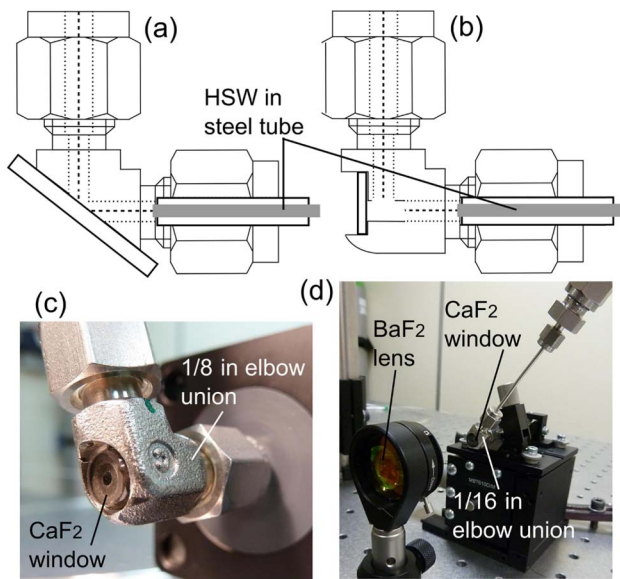 (a)
(b)
HSW in
steel tube
(c)
1/8 in elbow
union
CaF2
window
(d)
BaF2
lens
CaF2
window
1/16 in
elbow union